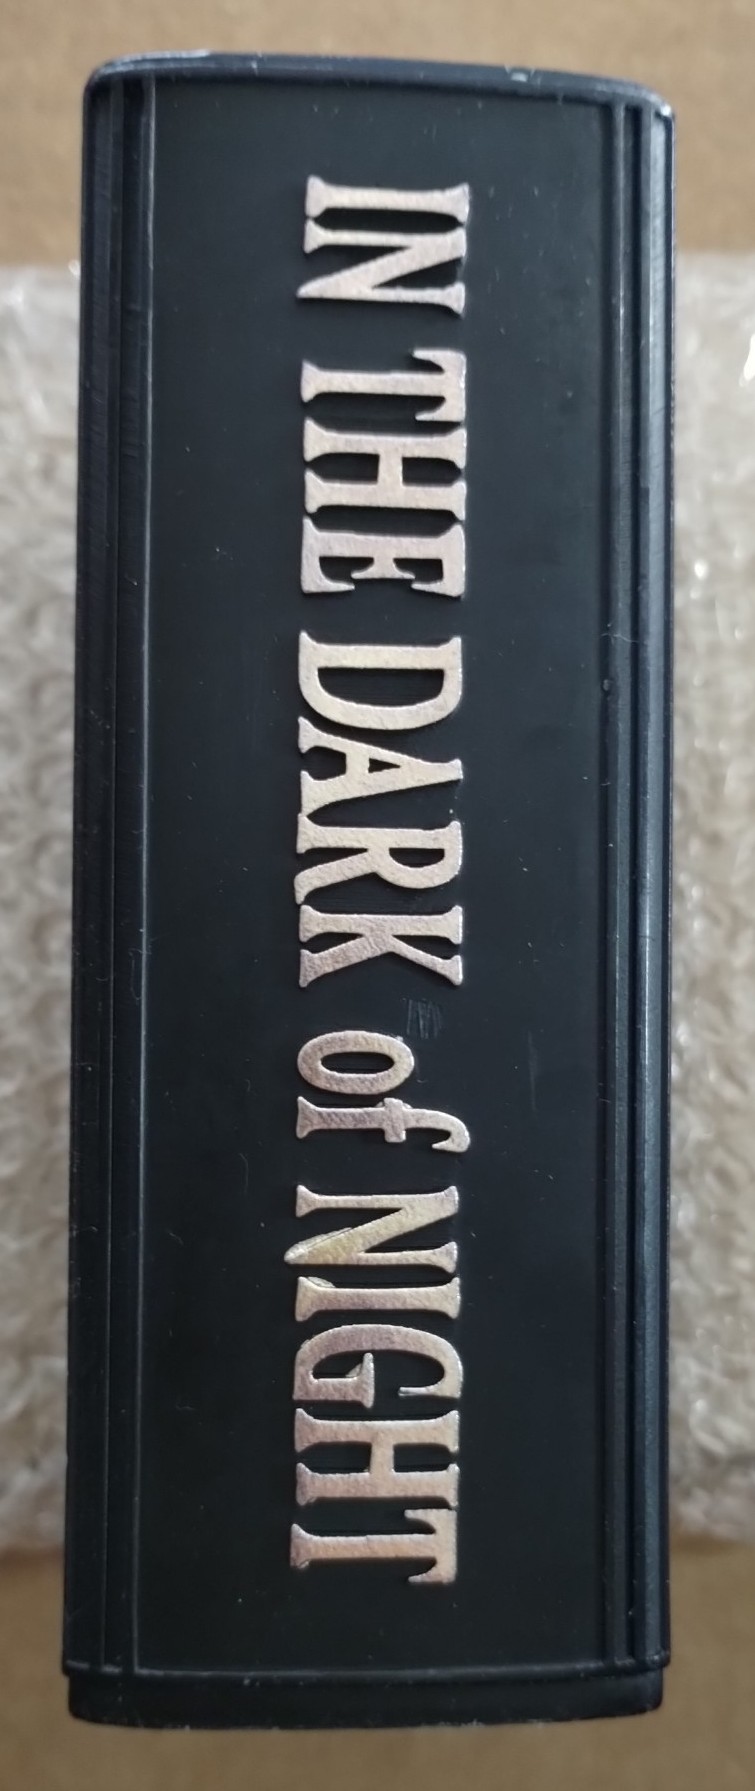 IN THE DARK of NIGHT